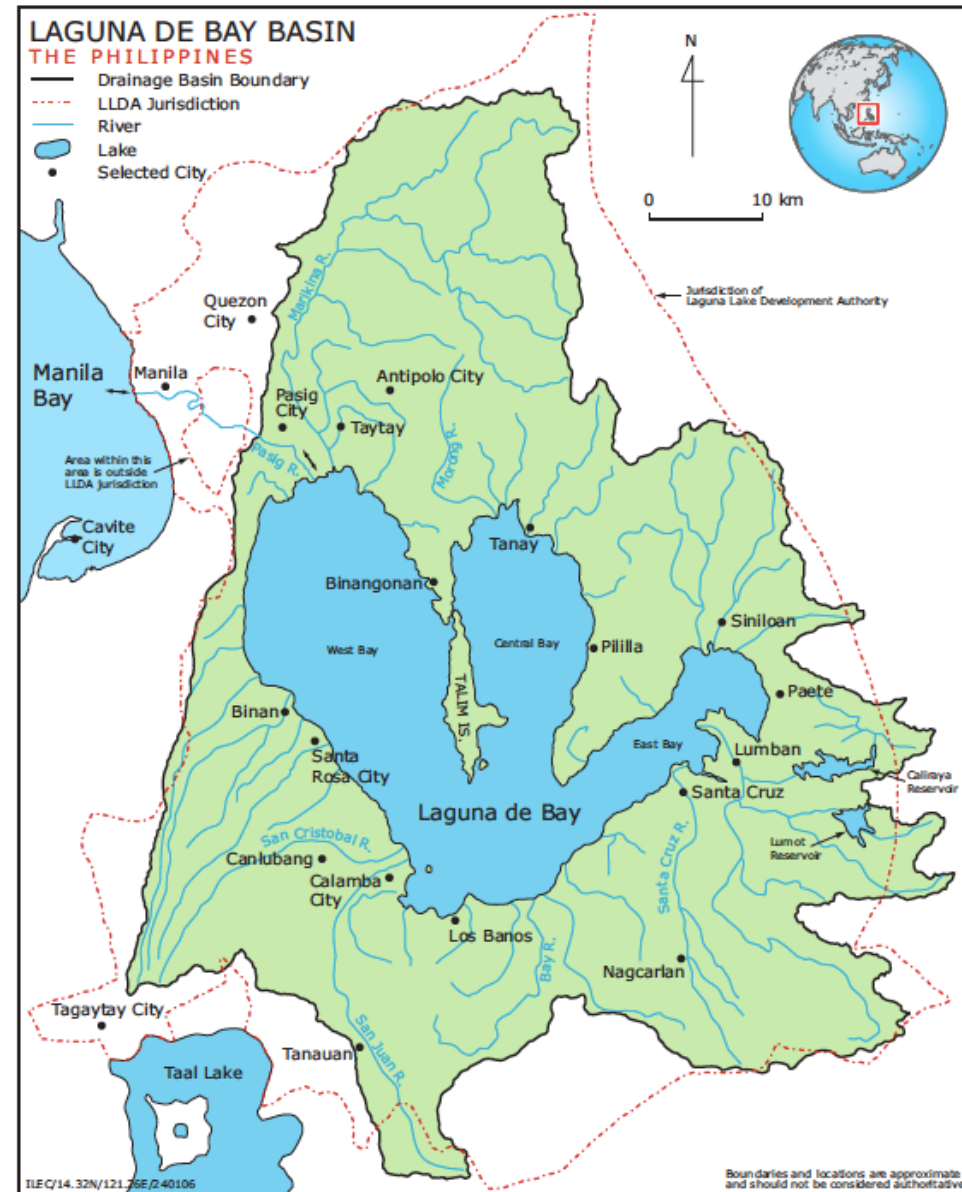 LAGUNA DE BAY BASIN
THE PHILIPPINES
Drainage Basin Boundary
LLDA Jurisdiction
River
Lake
Selected City
N
0 10 km
Jurisdiction of
Laguna Lake Development Authority
Marikina R.
Quezon
City
Manila
Bay
Manila
Antipolo City
Pasig
City
Taytay
Pasig R.
Morong R.
Area within this
area is outside
LLDA jurisdiction
Cavite
City
Tanay
Binangonan
West Bay
Central Bay
Siniloan
Pililla
TALIM IS.
Paete
Binan
East Bay
Lumban
Santa
Rosa City
Caliraya
Reservoir
Santa Cruz
Laguna de Bay
San Cristobal R.
Santa Cruz R.
Lumot
Reservoir
Canlubang
Calamba
City
Los Banos
Bay R.
Nagcarlan
Tagaytay City
San Juan R.
Tanauan
Taal Lake
ILEC/14.32N/121.26E/240106
Boundaries and locations are approximate
and should not be considered authoritative